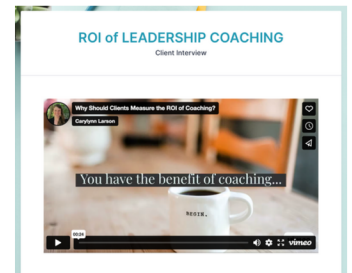 ROI of LEADERSHIP COACHING
Client Interview
Why Should Clients Measure the ROI of Coaching?
Carylynn Larson
You have the benefit of coaching...
BEGIN.
03:24
vimeo